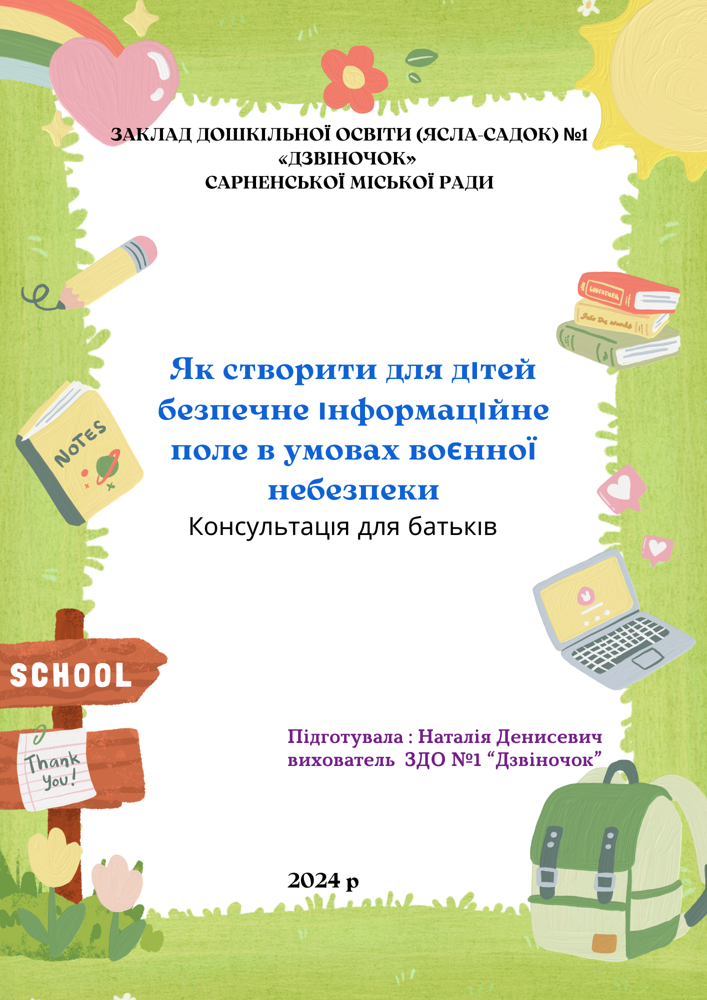 ЗАКЛАД ДОШКІЛЬНОЇ ОСВІТИ (ЯСЛА-САДОК) №1
«ДЗВІНОЧОК»
САРНЕНСЬКОЇ МІСЬКОЇ РАДИ
GODFATHER
Into the woods
Як створити для дітей
безпечне інформаційне
поле в умовах воєнної
небезпеки
NOTES
Консультація для батьків
SCHOOL
Підготувала : Наталія Денисевич
вихователь ЗДО №1 “Дзвіночок”
Thank
you!
2024 р